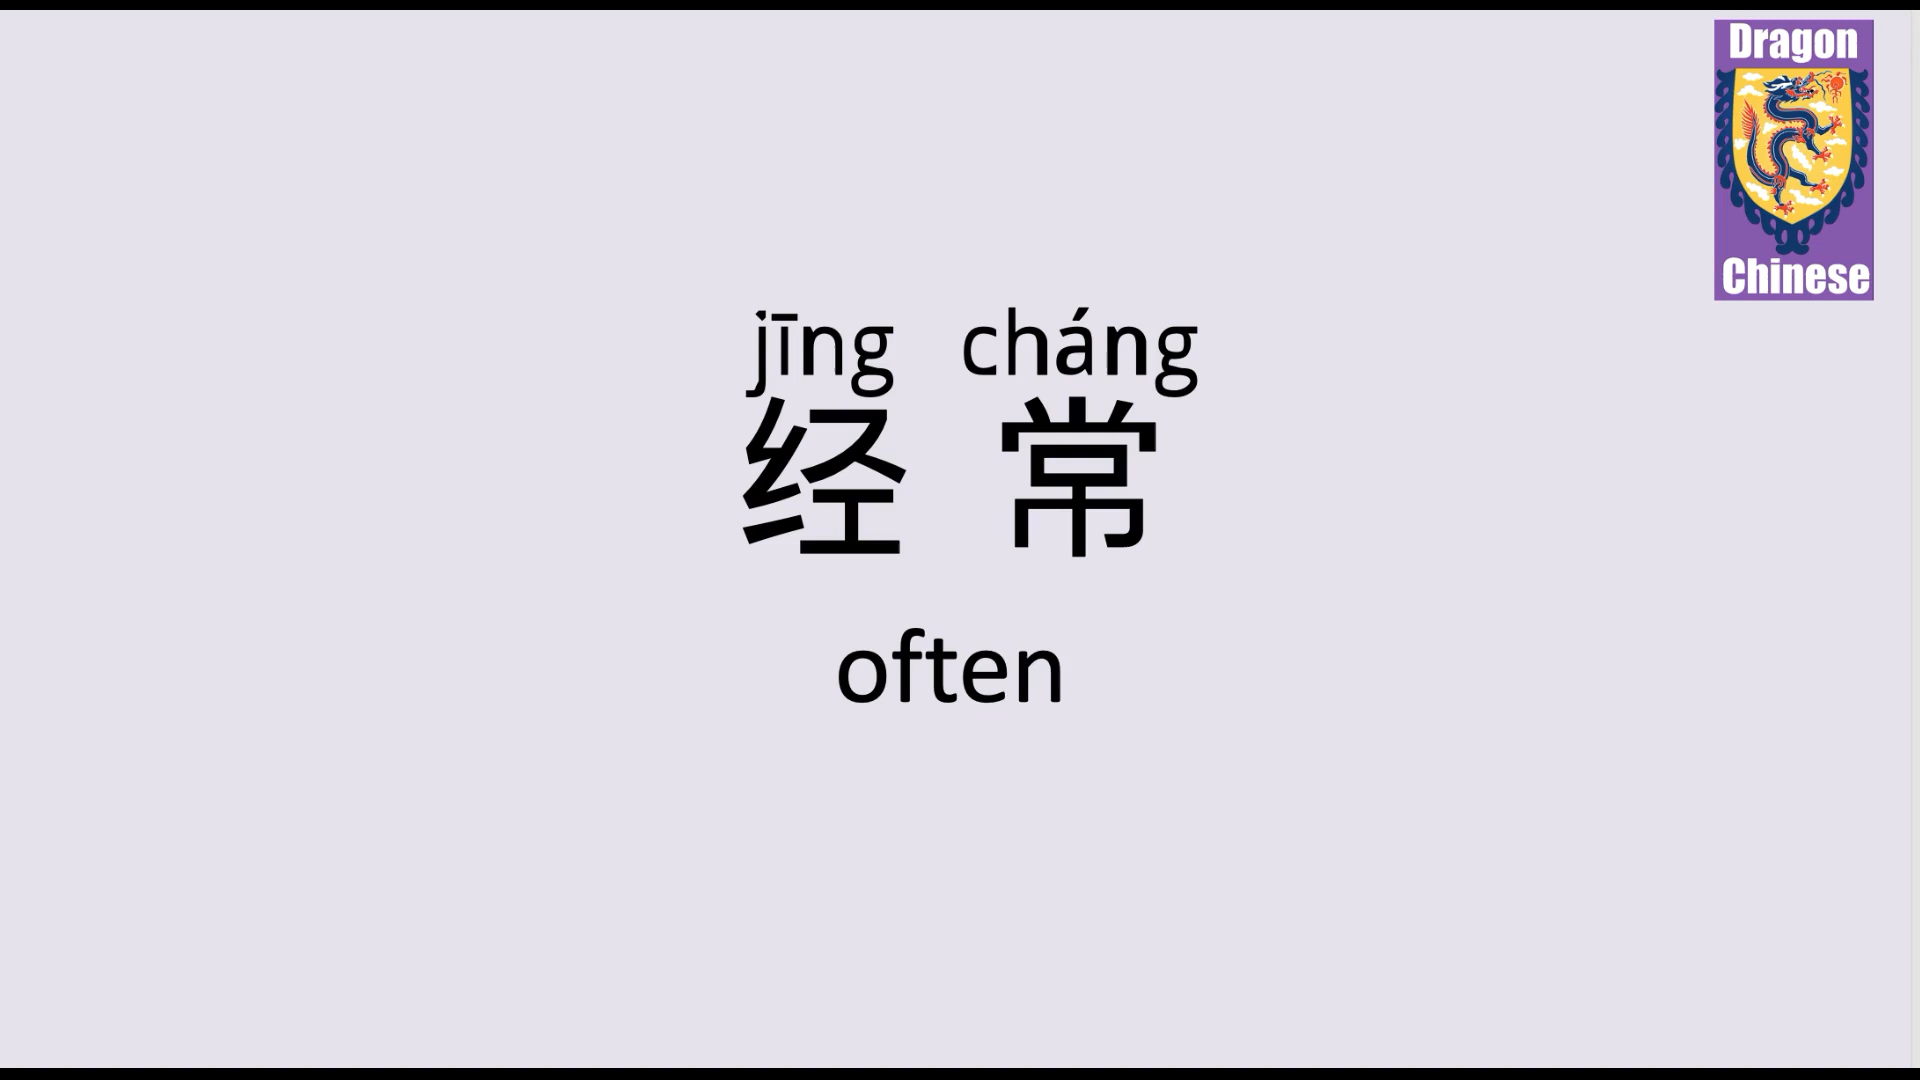 Dragon
Chinese
jīng cháng
经常
often